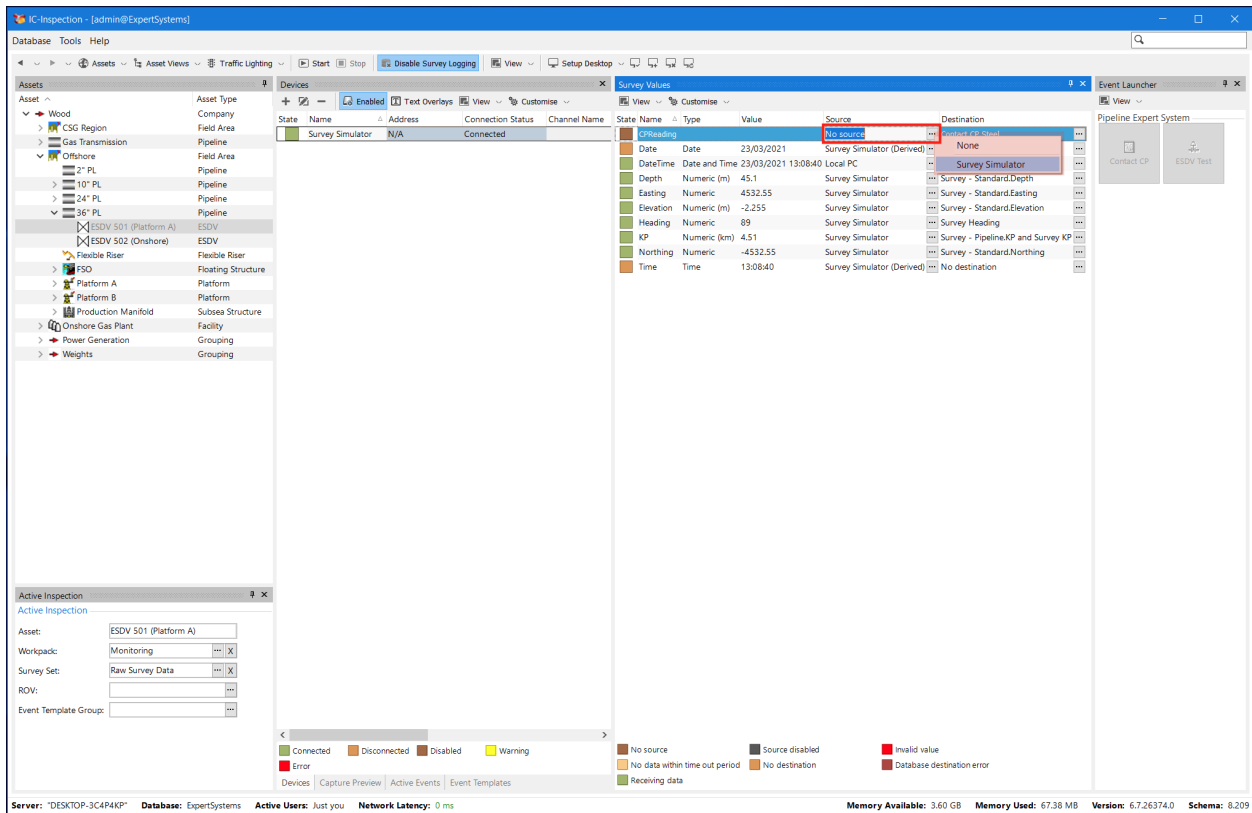 IC-Inspection - [admin@ExpertSystems]
Database Tools Help
Assets Asset Views Traffic Lighting Start Stop Disable Survey Logging View Setup Desktop
Assets
Asset Asset Type
Wood Company
CSG Region Field Area
Gas Transmission Pipeline
Offshore Field Area
2" PL Pipeline
10" PL Pipeline
24" PL Pipeline
36" PL Pipeline
ESDV 501 (Platform A) ESDV
ESDV 502 (Onshore) ESDV
Flexible Riser Flexible Riser
FSO Floating Structure
Platform A Platform
Platform B Platform
Production Manifold Subsea Structure
Onshore Gas Plant Facility
Power Generation Grouping
Weights Grouping
Active Inspection
Active Inspection
Asset: ESDV 501 (Platform A)
Workpack: Monitoring ... X
Survey Set: Raw Survey Data ... X
ROV: ...
Event Template Group: ...
Devices
Enabled Text Overlays View Customise
State Name Address Connection Status Channel Name
Survey Simulator N/A Connected
Connected Disconnected Disabled Warning
Error
Devices Capture Preview Active Events Event Templates
Survey Values
View Customise
State Name Type Value Source Destination
CPReading No source ... Contact CP Steel ...
Date Date 23/03/2021 Survey Simulator (Derived) ...
DateTime Date and Time 23/03/2021 13:08:40 Local PC
Depth Numeric (m) 45.1 Survey Simulator ... Survey - Standard.Depth ...
Easting Numeric 4532.55 Survey Simulator ... Survey - Standard.Easting ...
Elevation Numeric (m) -2.255 Survey Simulator ... Survey - Standard.Elevation ...
Heading Numeric 89 Survey Simulator ... Survey Heading ...
KP Numeric (km) 4.51 Survey Simulator ... Survey - Pipeline.KP and Survey KP ...
Northing Numeric -4532.55 Survey Simulator ... Survey - Standard.Northing ...
Time Time 13:08:40 Survey Simulator (Derived) ... No destination ...
None
Survey Simulator
No source Source disabled Invalid value
No data within time out period No destination Database destination error
Receiving data
Event Launcher
View
Pipeline Expert System
Contact CP ESDV Test
Server: "DESKTOP-3C4P4KP" Database: ExpertSystems Active Users: Just you Network Latency: 0 ms Memory Available: 3.60 GB Memory Used: 67.38 MB Version: 6.7.26374.0 Schema: 8.209